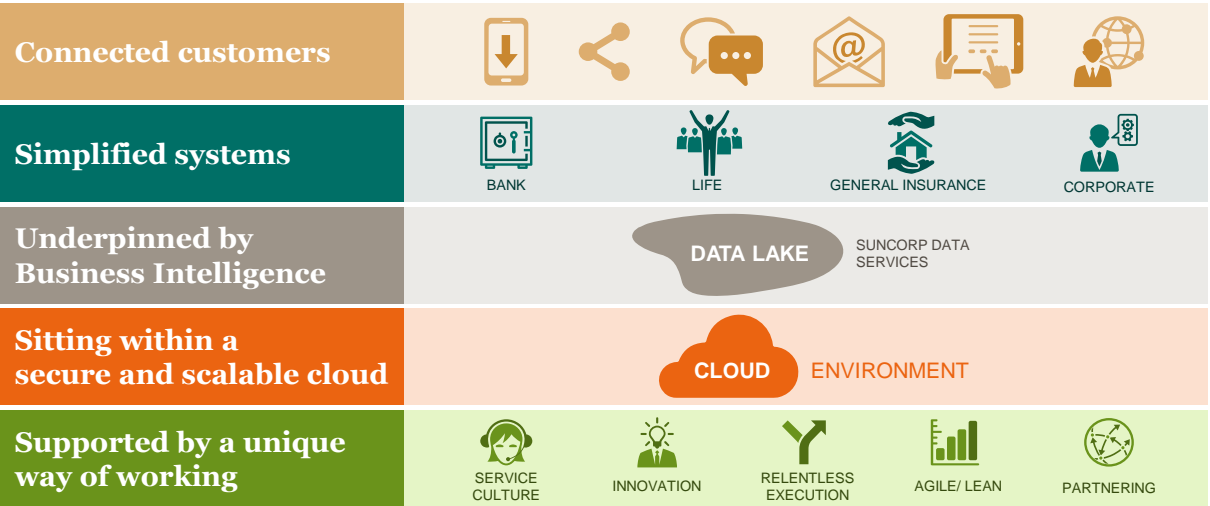 Connected customers
@
Simplified systems
BANK
LIFE
GENERAL INSURANCE
CORPORATE
Underpinned by
Business Intelligence
DATA LAKE
SUNCORP DATA
SERVICES
Sitting within a
secure and scalable cloud
CLOUD
ENVIRONMENT
Supported by a unique
way of working
SERVICE
CULTURE
INNOVATION
RELENTLESS
EXECUTION
AGILE/ LEAN
PARTNERING